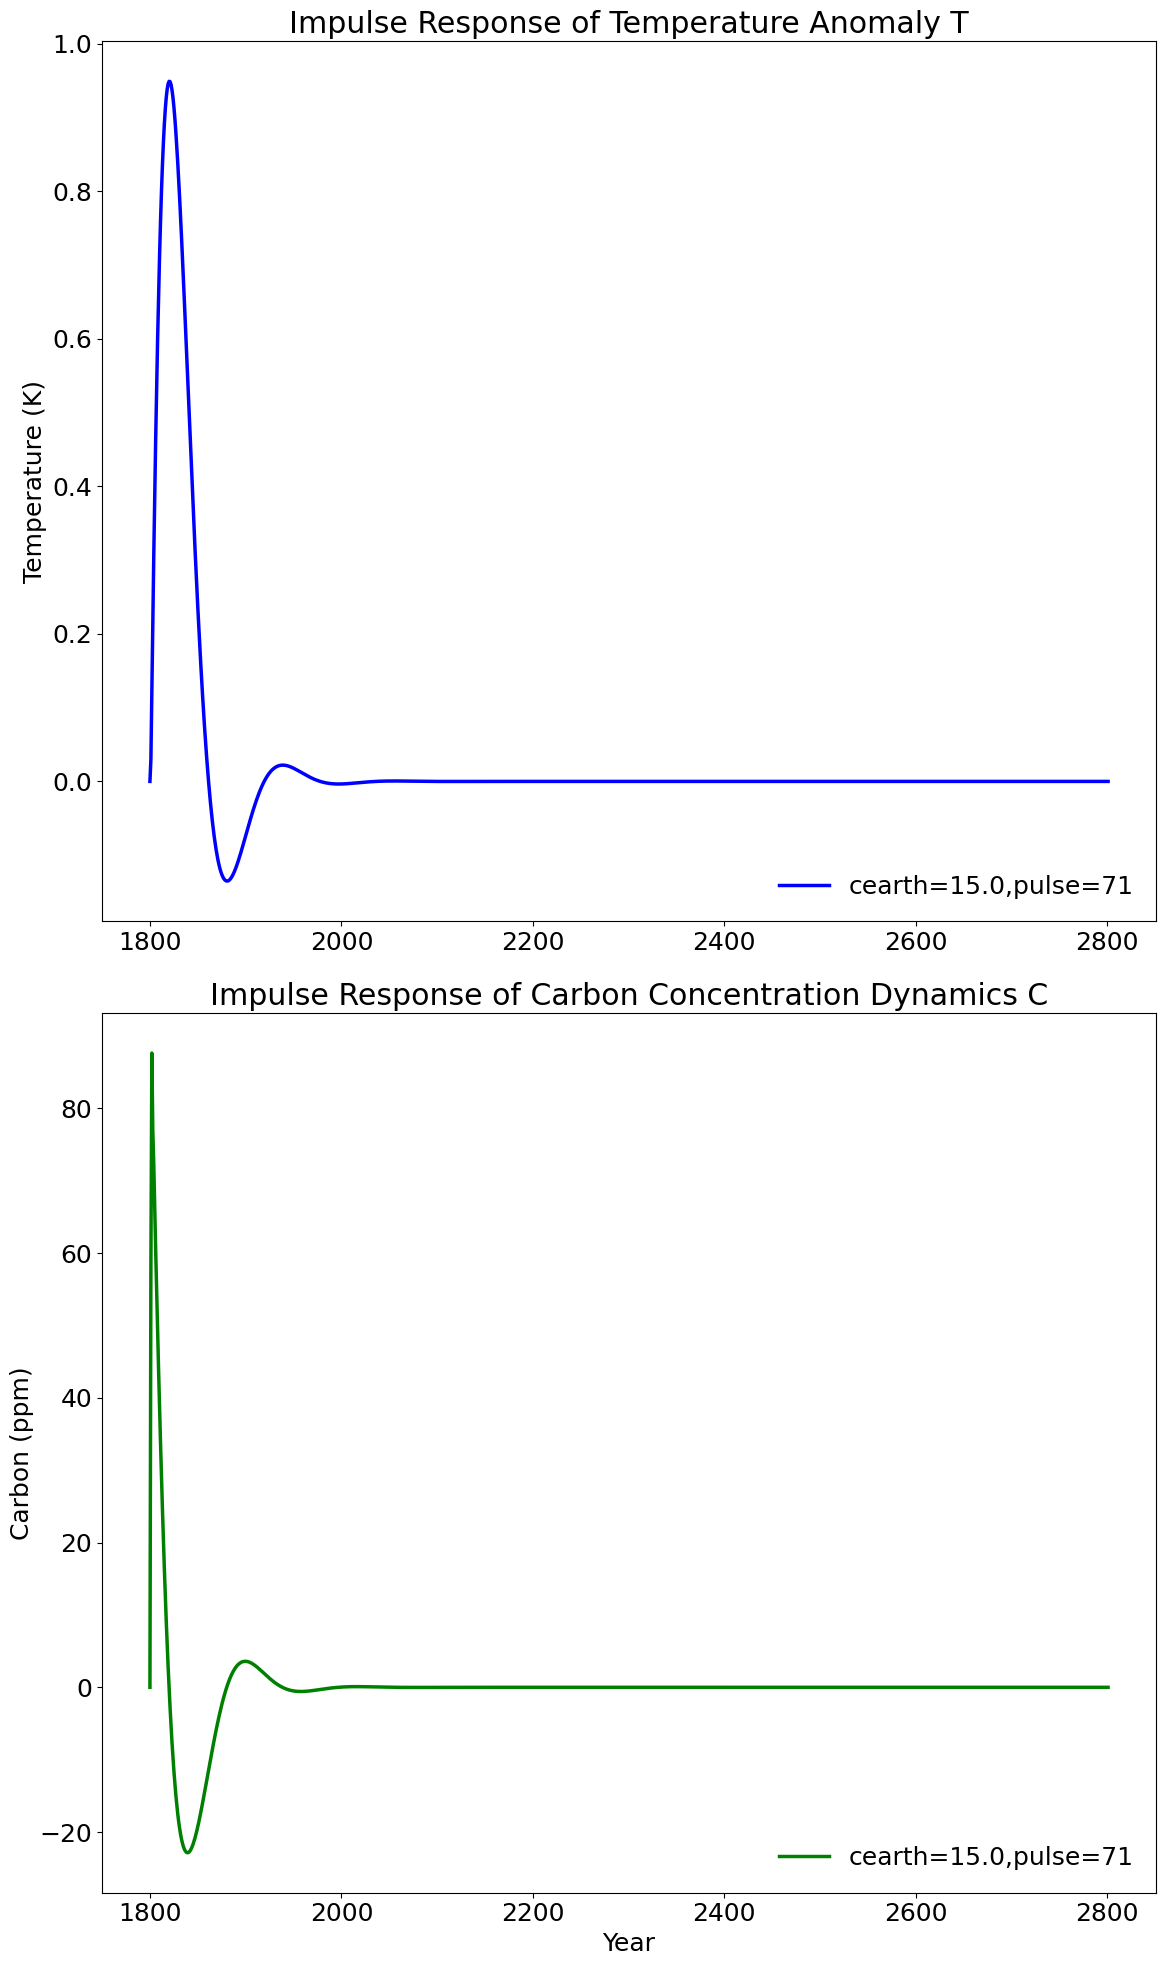 Impulse Response of Temperature Anomaly T
1.0
0.8
0.6
0.4
0.2
0.0
Temperature (K)
cearth=15.0,pulse=71
1800 2000 2200 2400 2600 2800
Impulse Response of Carbon Concentration Dynamics C
80
60
40
20
0
−20
Carbon (ppm)
cearth=15.0,pulse=71
1800 2000 2200 2400 2600 2800
Year